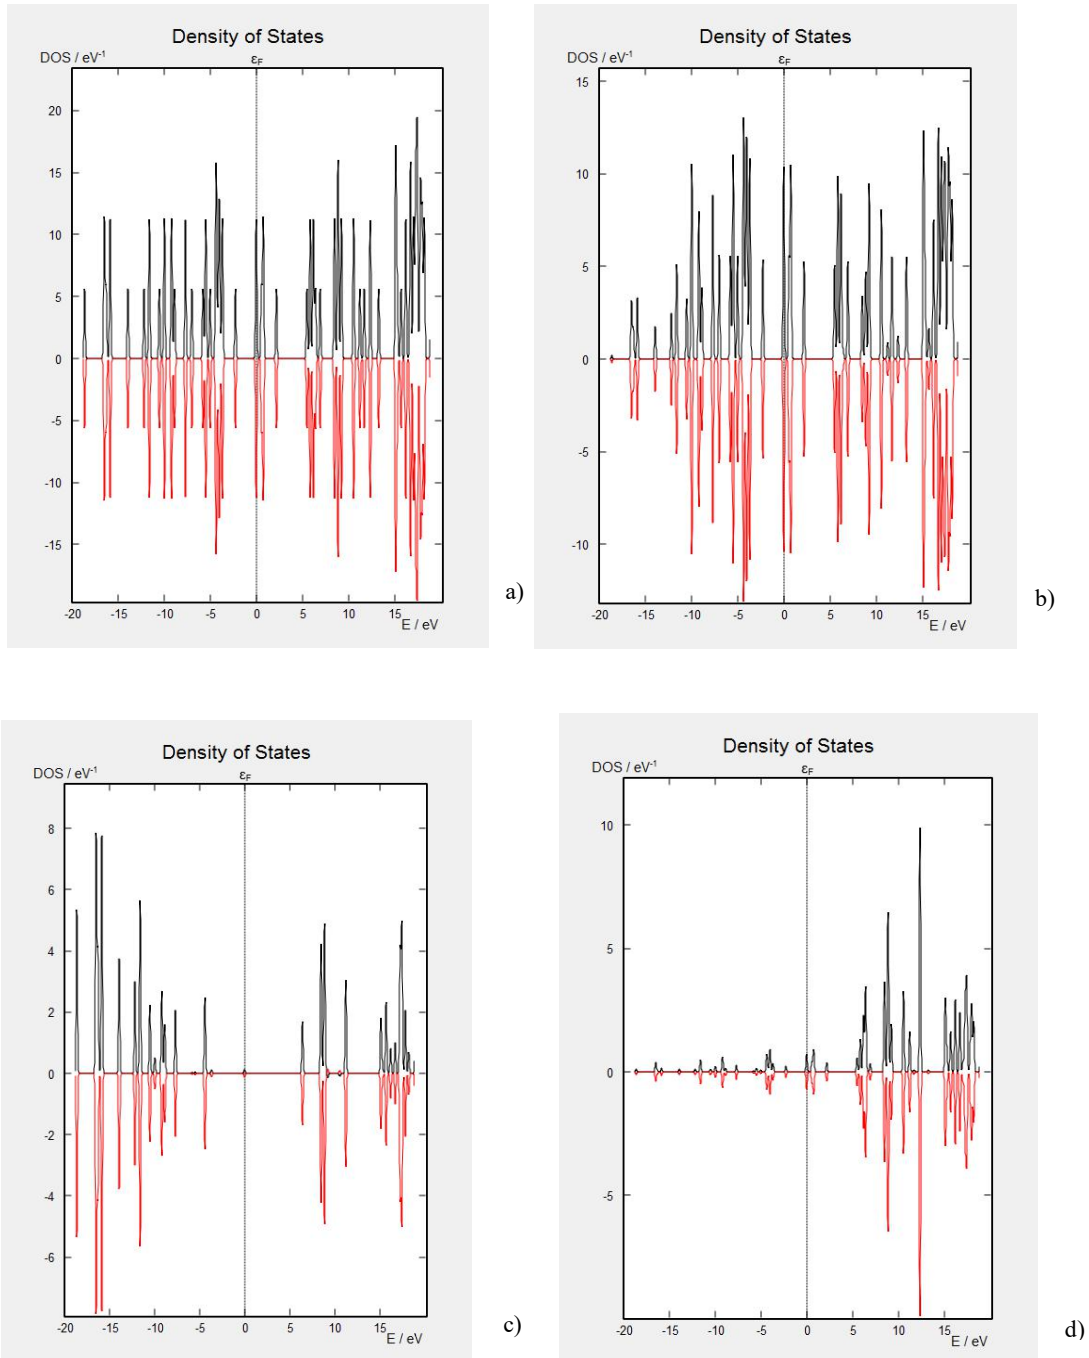 Density of States
DOS / eV-1
εF
20
15
10
5
0
-5
-10
-15
-20 -15 -10 -5 0 5 10 15
E / eV
a)
Density of States
DOS / eV-1
εF
15
10
5
0
-5
-10
-20 -15 -10 -5 0 5 10 15
E / eV
b)
Density of States
DOS / eV-1
εF
8
6
4
2
0
-2
-4
-6
-20 -15 -10 -5 0 5 10 15
E / eV
c)
Density of States
DOS / eV-1
εF
10
5
0
-5
-20 -15 -10 -5 0 5 10 15
E / eV
d)